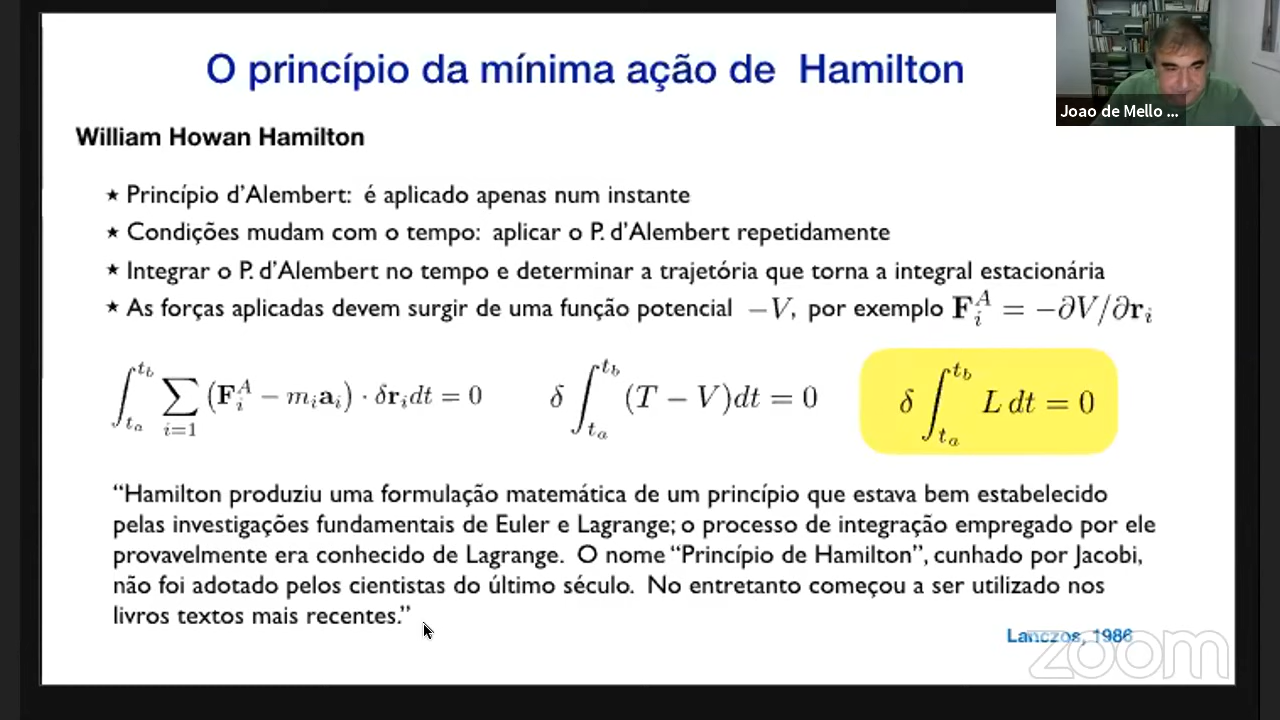 O princípio da mínima ação de Hamilton
Joao de Mello ...
William Howan Hamilton
★ Princípio d'Alembert: é aplicado apenas num instante
★ Condições mudam com o tempo: aplicar o P. d'Alembert repetidamente
★ Integrar o P. d'Alembert no tempo e determinar a trajetória que torna a integral estacionária
★ As forças aplicadas devem surgir de uma função potencial −V, por exemplo F_i^A = −∂V/∂r_i
∫_{t_a}^{t_b} ∑_{i=1} (F_i^A − m_i a_i) · δr_i dt = 0 δ ∫_{t_a}^{t_b} (T − V)dt = 0 δ ∫_{t_a}^{t_b} L dt = 0
“Hamilton produziu uma formulação matemática de um princípio que estava bem estabelecido
pelas investigações fundamentais de Euler e Lagrange; o processo de integração empregado por ele
provavelmente era conhecido de Lagrange. O nome “Princípio de Hamilton”, cunhado por Jacobi,
não foi adotado pelos cientistas do último século. No entretanto começou a ser utilizado nos
livros textos mais recentes.”
Lanczos, 1986
zoom